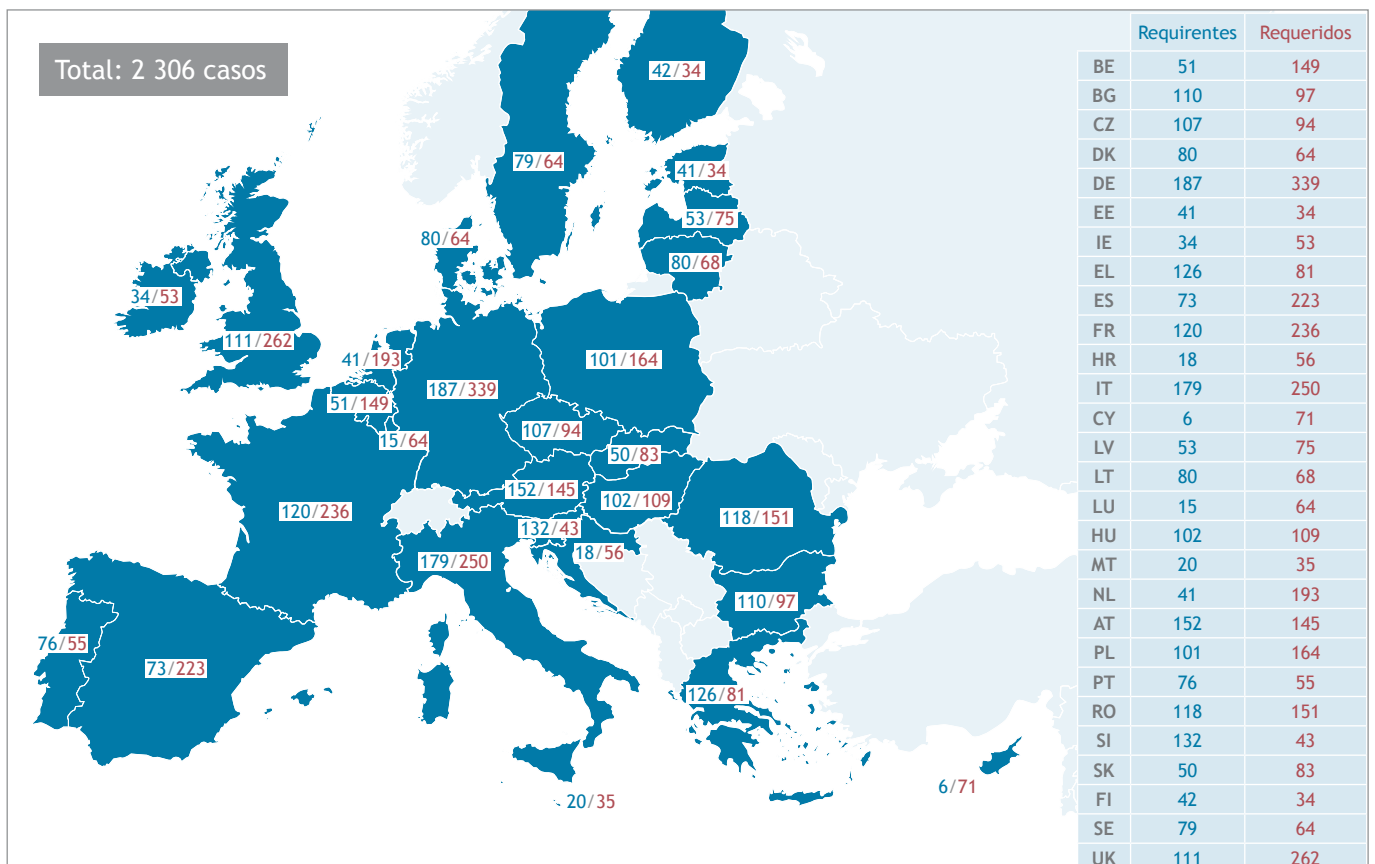 Total: 2 306 casos
42/34
79/64
41/34
53/75
80/64
80/68
34/53
111/262
41/193
101/164
187/339
51/149
107/94
15/64
50/83
152/145
102/109
120/236
118/151
132/43
18/56
179/250
110/97
76/55
73/223
126/81
6/71
20/35
Requirentes Requeridos
BE 51 149
BG 110 97
CZ 107 94
DK 80 64
DE 187 339
EE 41 34
IE 34 53
EL 126 81
ES 73 223
FR 120 236
HR 18 56
IT 179 250
CY 6 71
LV 53 75
LT 80 68
LU 15 64
HU 102 109
MT 20 35
NL 41 193
AT 152 145
PL 101 164
PT 76 55
RO 118 151
SI 132 43
SK 50 83
FI 42 34
SE 79 64
UK 111 262